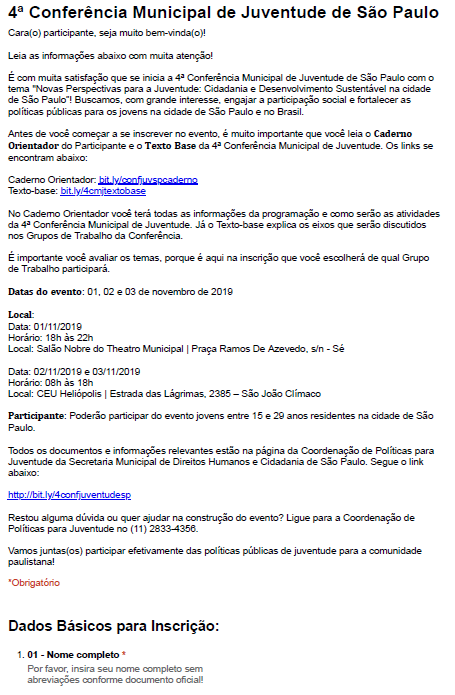 4ª Conferência Municipal de Juventude de São Paulo
Cara(o) participante, seja muito bem-vinda(o)!
Leia as informações abaixo com muita atenção!
É com muita satisfação que se inicia a 4ª Conferência Municipal de Juventude de São Paulo com o
tema "Novas Perspectivas para a Juventude: Cidadania e Desenvolvimento Sustentável na cidade
de São Paulo"! Buscamos, com grande interesse, engajar a participação social e fortalecer as
políticas públicas para os jovens na cidade de São Paulo e no Brasil.
Antes de você começar a se inscrever no evento, é muito importante que você leia o Caderno
Orientador do Participante e o Texto Base da 4ª Conferência Municipal de Juventude. Os links se
encontram abaixo:
Caderno Orientador: bit.ly/confjuvspcaderno
Texto-base: bit.ly/4cmjtextobase
No Caderno Orientador você terá todas as informações da programação e como serão as atividades
da 4ª Conferência Municipal de Juventude. Já o Texto-base explica os eixos que serão discutidos
nos Grupos de Trabalho da Conferência.
É importante você avaliar os temas, porque é aqui na inscrição que você escolherá de qual Grupo
de Trabalho participará.
Datas do evento: 01, 02 e 03 de novembro de 2019
Local:
Data: 01/11/2019
Horário: 18h às 22h
Local: Salão Nobre do Theatro Municipal | Praça Ramos De Azevedo, s/n - Sé
Data: 02/11/2019 e 03/11/2019
Horário: 08h às 18h
Local: CEU Heliópolis | Estrada das Lágrimas, 2385 – São João Clímaco
Participante: Poderão participar do evento jovens entre 15 e 29 anos residentes na cidade de São
Paulo.
Todos os documentos e informações relevantes estão na página da Coordenação de Políticas para
Juventude da Secretaria Municipal de Direitos Humanos e Cidadania de São Paulo. Segue o link
abaixo:
http://bit.ly/4confjuventudesp
Restou alguma dúvida ou quer ajudar na construção do evento? Ligue para a Coordenação de
Políticas para Juventude no (11) 2833-4356.
Vamos juntas(os) participar efetivamente das políticas públicas de juventude para a comunidade
paulistana!
*Obrigatório
Dados Básicos para Inscrição:
1. 01 - Nome completo *
Por favor, insira seu nome completo sem
abreviações conforme documento oficial!